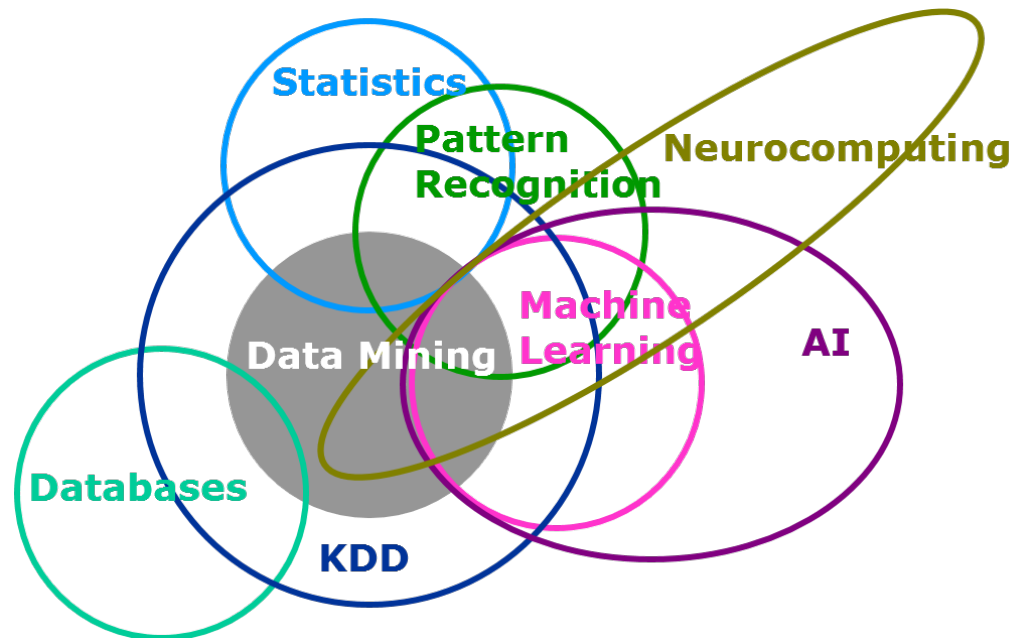 Statistics
Pattern
Recognition
Neurocomputing
Machine
Learning
AI
Data Mining
Databases
KDD